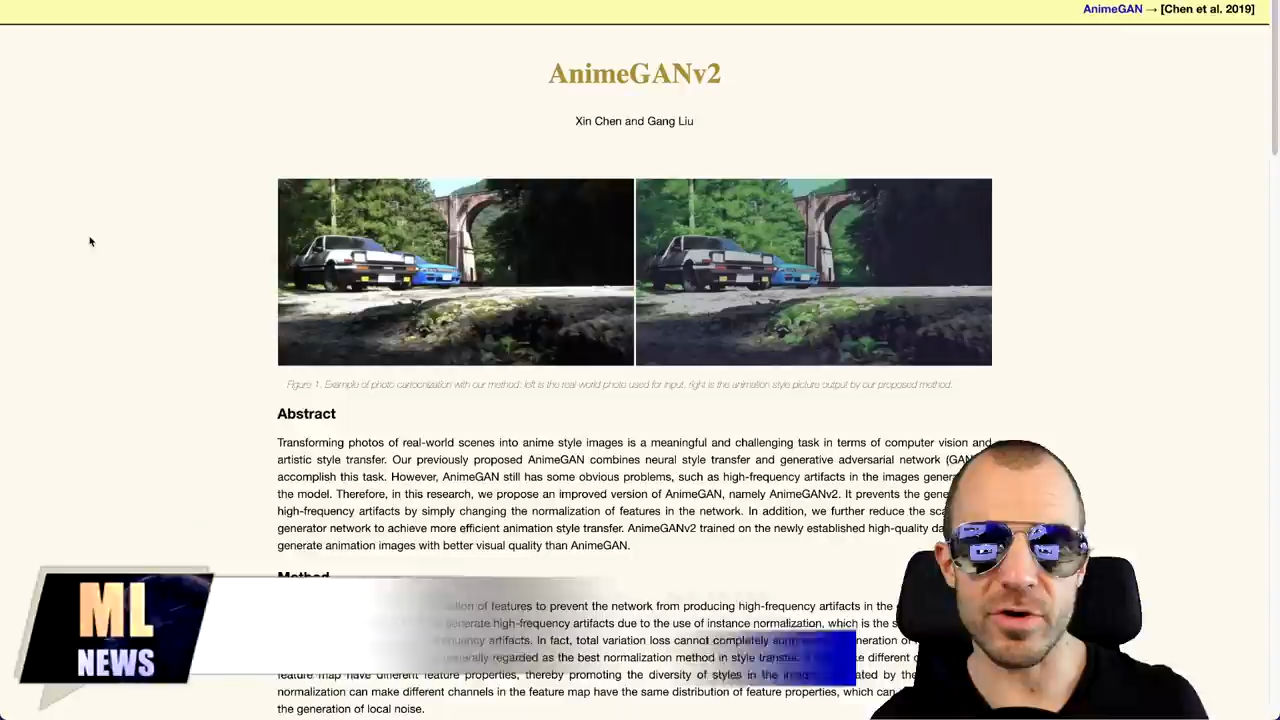 AnimeGAN → [Chen et al. 2019]
AnimeGANv2
Xin Chen and Gang Liu
Figure 1. Example of photo cartoonization with our method: left is the real-world photo used for input, right is the animation style picture output by our proposed method.
Abstract
Transforming photos of real-world scenes into anime style images is a meaningful and challenging task in terms of computer vision and
artistic style transfer. Our previously proposed AnimeGAN combines neural style transfer and generative adversarial network (GAN
accomplish this task. However, AnimeGAN still has some obvious problems, such as high-frequency artifacts in the images gener
the model. Therefore, in this research, we propose an improved version of AnimeGAN, namely AnimeGANv2. It prevents the gene
high-frequency artifacts by simply changing the normalization of features in the network. In addition, we further reduce the sca
generator network to achieve more efficient animation style transfer. AnimeGANv2 trained on the newly established high-quality da
generate animation images with better visual quality than AnimeGAN.
Method
of features to prevent the network from producing high-frequency artifacts in the
generate high-frequency artifacts due to the use of instance normalization, which is the s
artifacts. In fact, total variation loss cannot completely
generally regarded as the best normalization method in style transfer. different
feature map have different feature properties, thereby promoting the diversity of styles in the by the
normalization can make different channels in the feature map have the same distribution of feature properties, which can
the generation of local noise.
ML
NEWS